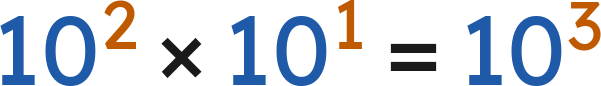 10² × 10¹ = 10³